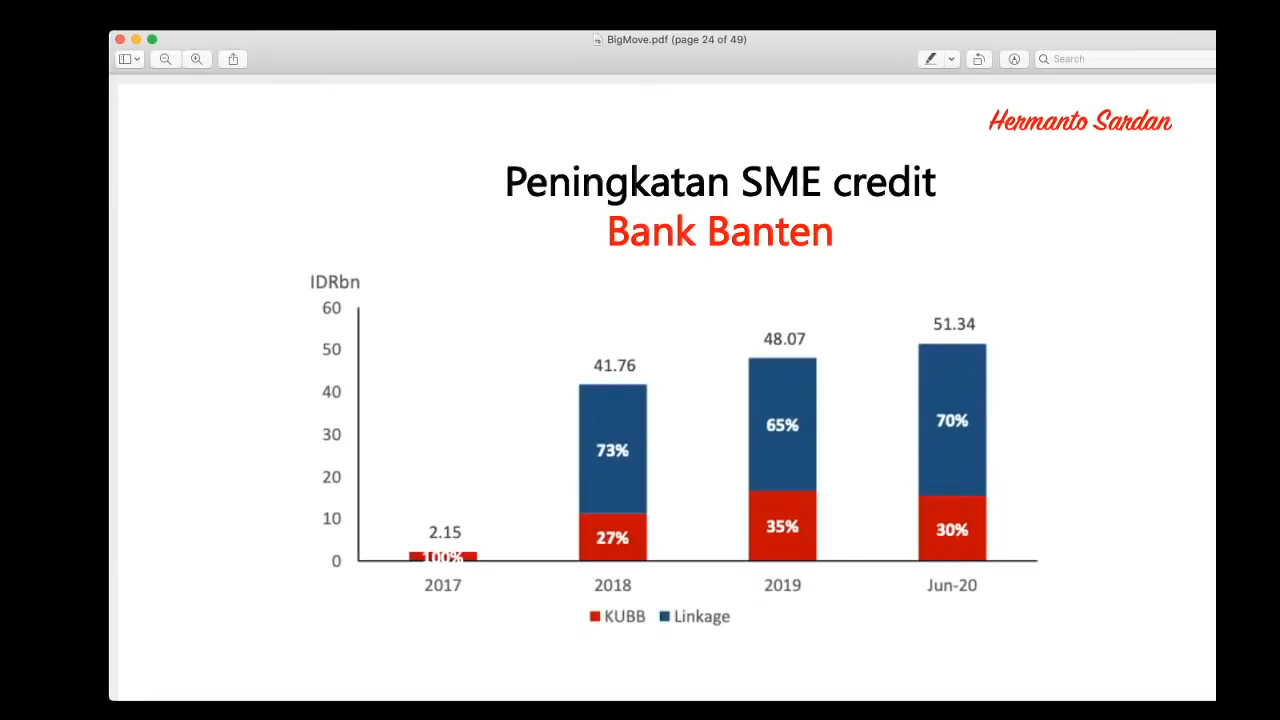 BigMove.pdf (page 24 of 49)
Search
Hermanto Sardan
Peningkatan SME credit
Bank Banten
IDRbn
60
50
40
30
20
10
0
2.15
100%
41.76
73%
27%
48.07
65%
35%
51.34
70%
30%
2017 2018 2019 Jun-20
KUBB Linkage